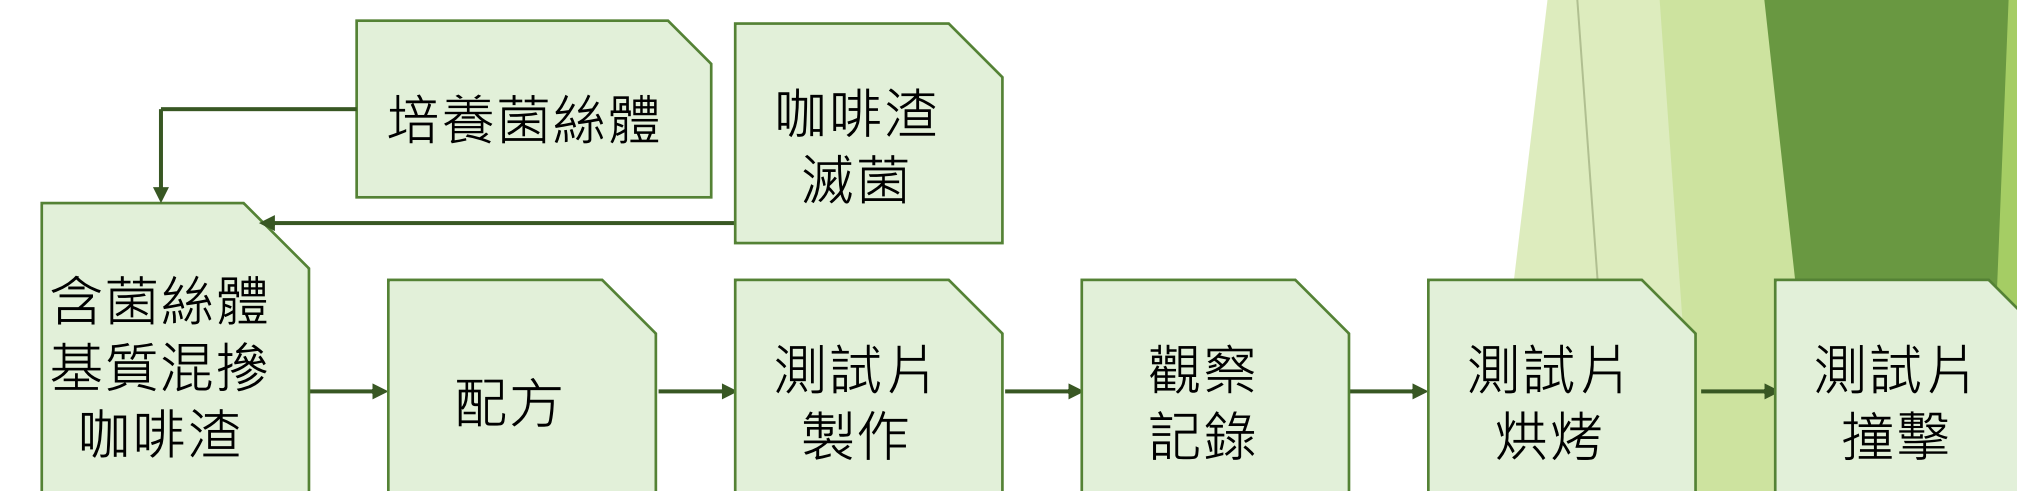 培養菌絲體
咖啡渣
滅菌
含菌絲體
基質混摻
咖啡渣
配方
測試片
製作
觀察
記錄
測試片
烘烤
測試片
撞擊